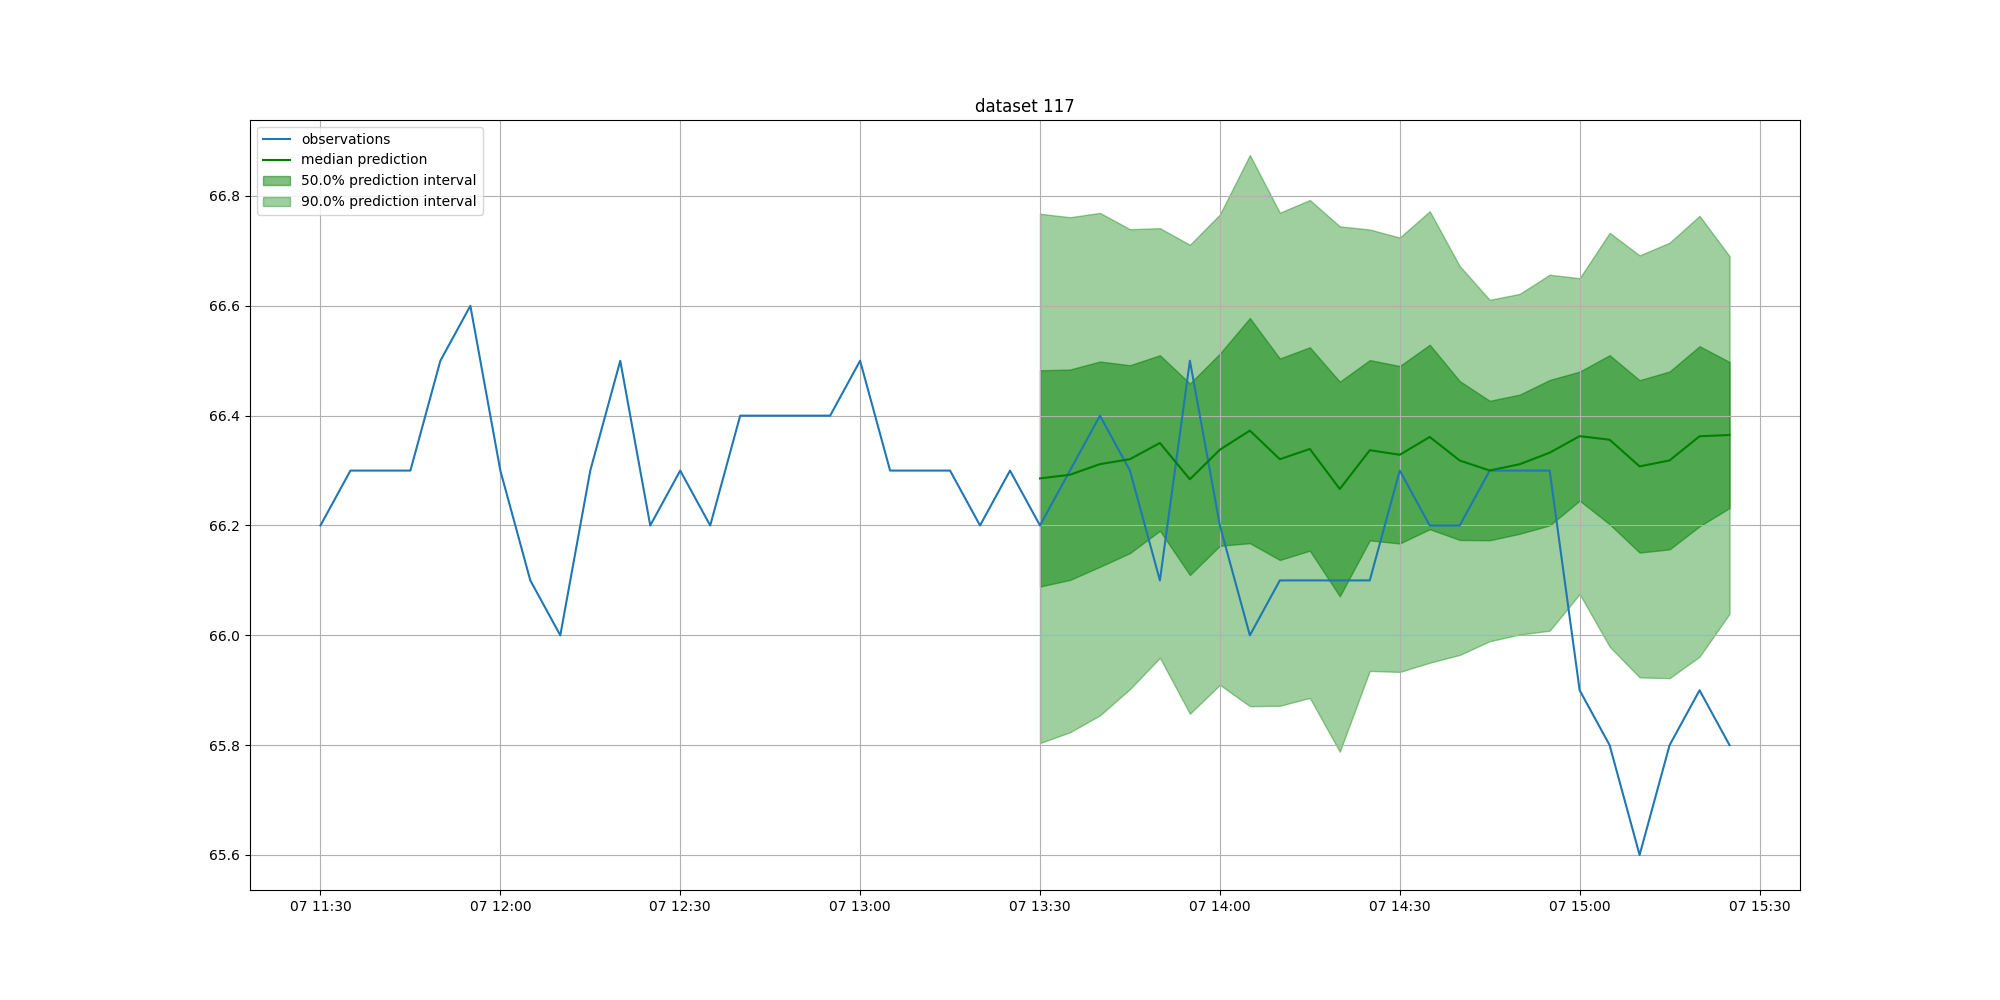 dataset 117
observations
median prediction
50.0% prediction interval
90.0% prediction interval
66.8
66.6
66.4
66.2
66.0
65.8
65.6
07 11:30 07 12:00 07 12:30 07 13:00 07 13:30 07 14:00 07 14:30 07 15:00 07 15:30